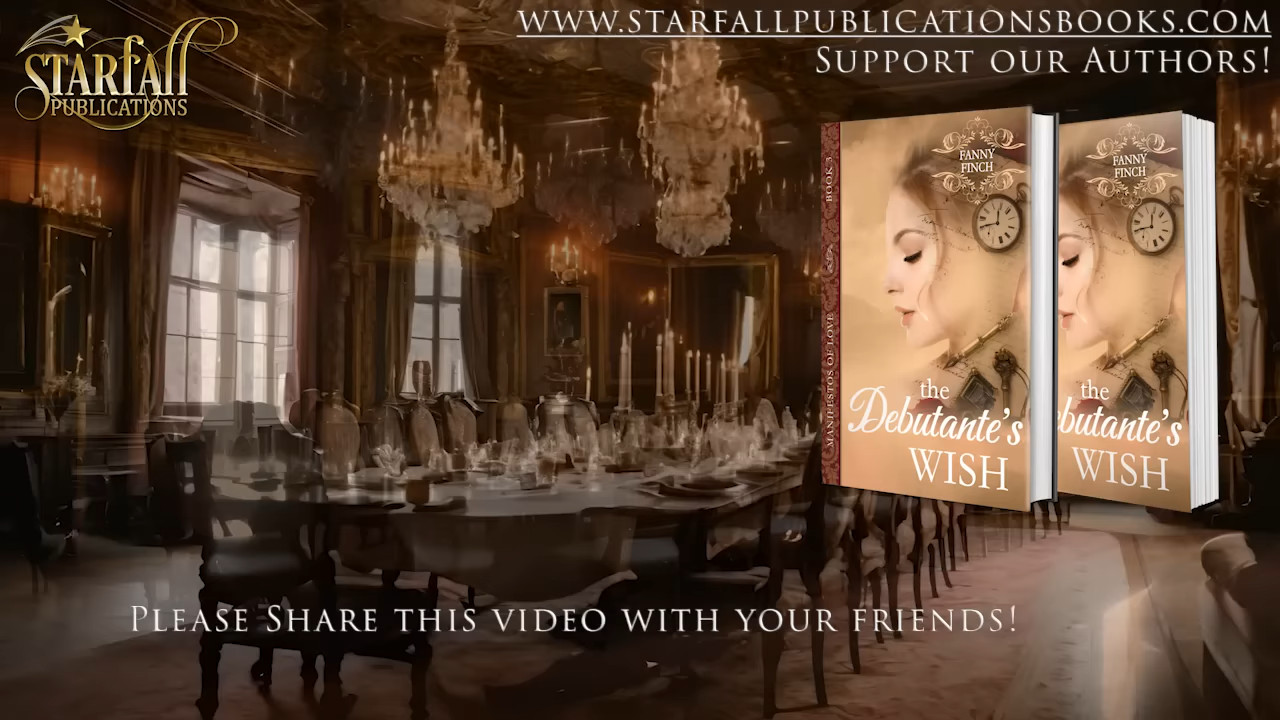 STARfall
PUBLICATIONS
WWW.STARFALLPUBLICATIONSBOOKS.COM
SUPPORT OUR AUTHORS!
BOOK 3
MANIFESTOS OF LOVE
FANNY
FINCH
the
Debutante's
WISH
FANNY
FINCH
the
ebutante's
WISH
PLEASE SHARE THIS VIDEO WITH YOUR FRIENDS!